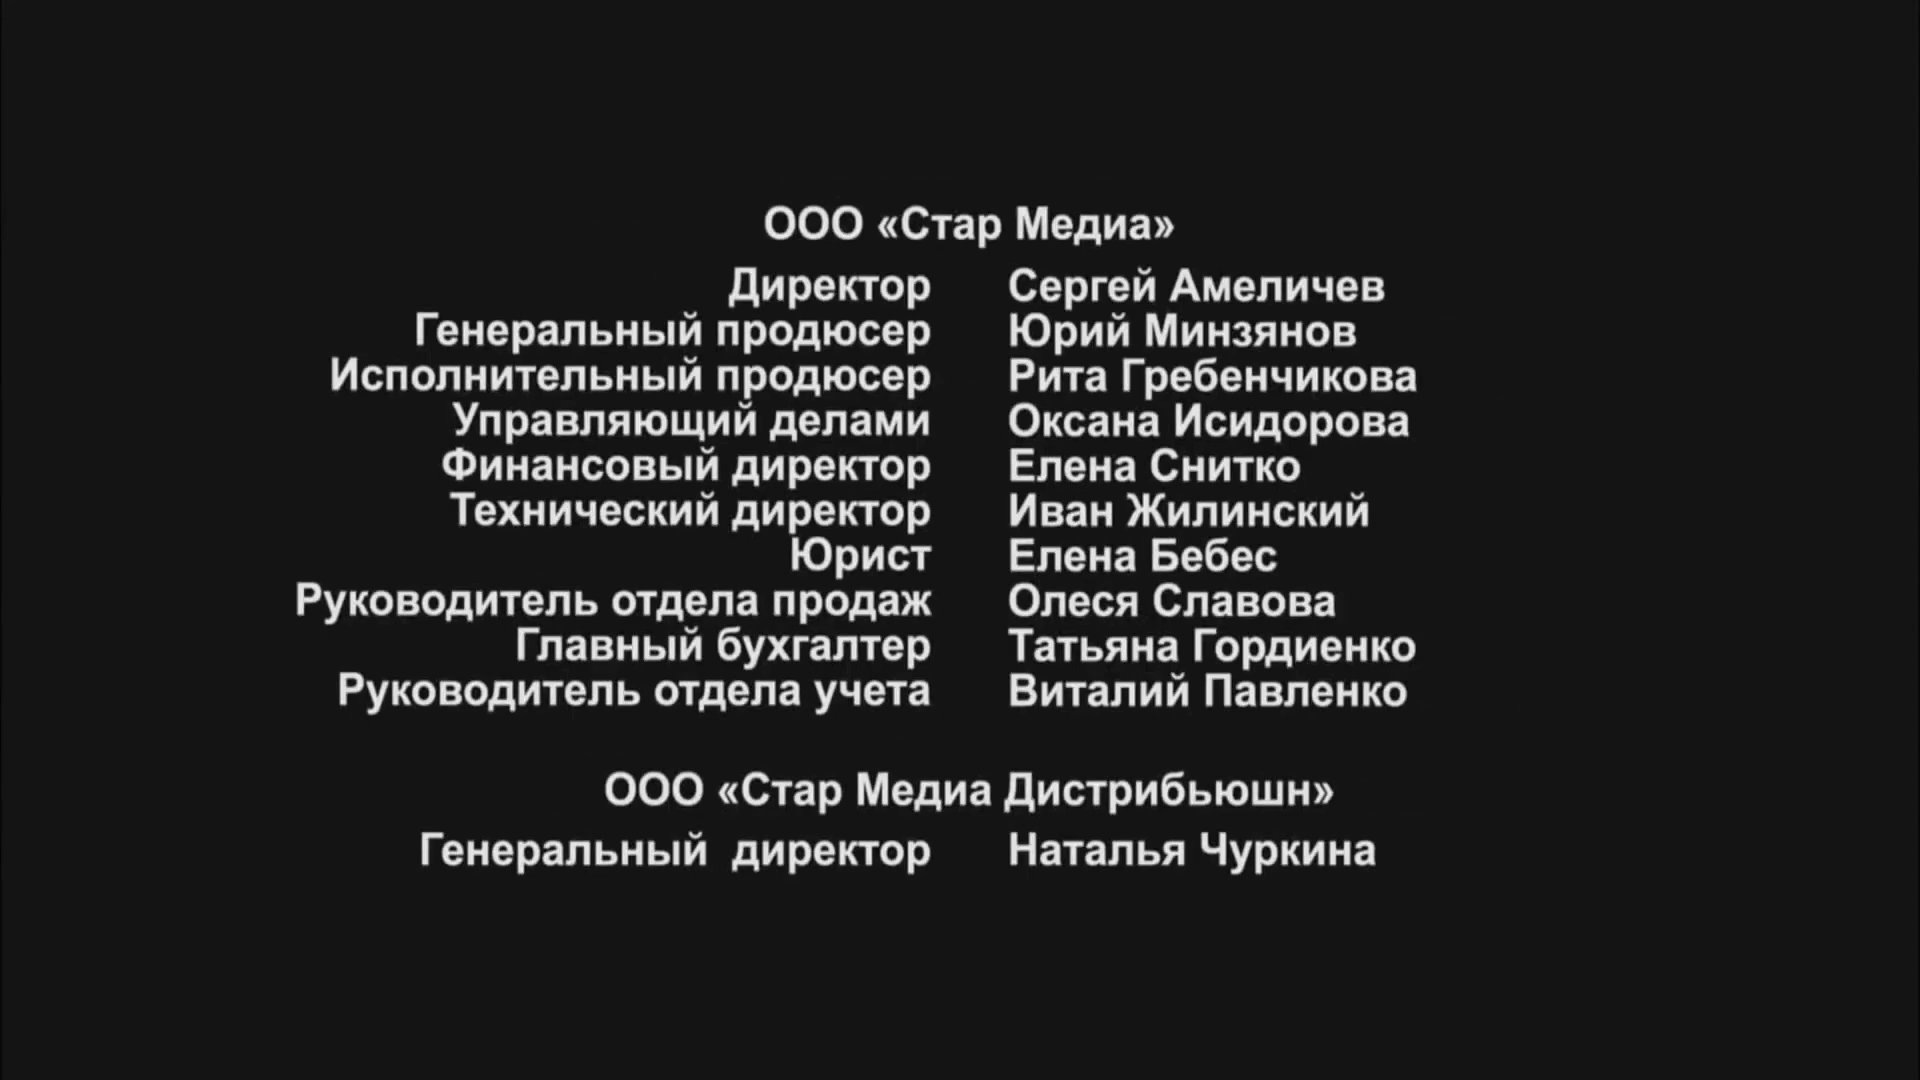 ООО «Стар Медиа»
Директор Сергей Амеличев
Генеральный продюсер Юрий Минзянов
Исполнительный продюсер Рита Гребенчикова
Управляющий делами Оксана Исидорова
Финансовый директор Елена Снитко
Технический директор Иван Жилинский
Юрист Елена Бебес
Руководитель отдела продаж Олеся Славова
Главный бухгалтер Татьяна Гордиенко
Руководитель отдела учета Виталий Павленко
ООО «Стар Медиа Дистрибьюшн»
Генеральный директор Наталья Чуркина